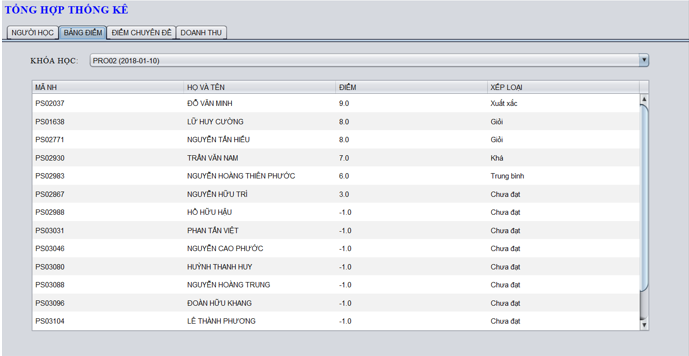 TỔNG HỢP THỐNG KÊ
NGƯỜI HỌC BẢNG ĐIỂM ĐIỂM CHUYÊN ĐỀ DOANH THU
KHÓA HỌC: PRO02 (2018-01-10)
MÃ NH HỌ VÀ TÊN ĐIỂM XẾP LOẠI
PS02037 ĐỖ VĂN MINH 9.0 Xuất xắc
PS01638 LỮ HUY CƯỜNG 8.0 Giỏi
PS02771 NGUYỄN TẤN HIẾU 8.0 Giỏi
PS02930 TRẦN VĂN NAM 7.0 Khá
PS02983 NGUYỄN HOÀNG THIÊN PHƯỚC 6.0 Trung bình
PS02867 NGUYỄN HỮU TRÍ 3.0 Chưa đạt
PS02988 HỒ HỮU HẬU -1.0 Chưa đạt
PS03031 PHAN TẤN VIỆT -1.0 Chưa đạt
PS03046 NGUYỄN CAO PHƯỚC -1.0 Chưa đạt
PS03080 HUỲNH THANH HUY -1.0 Chưa đạt
PS03088 NGUYỄN HOÀNG TRUNG -1.0 Chưa đạt
PS03096 ĐOÀN HỮU KHANG -1.0 Chưa đạt
PS03104 LÊ THÀNH PHƯƠNG -1.0 Chưa đạt